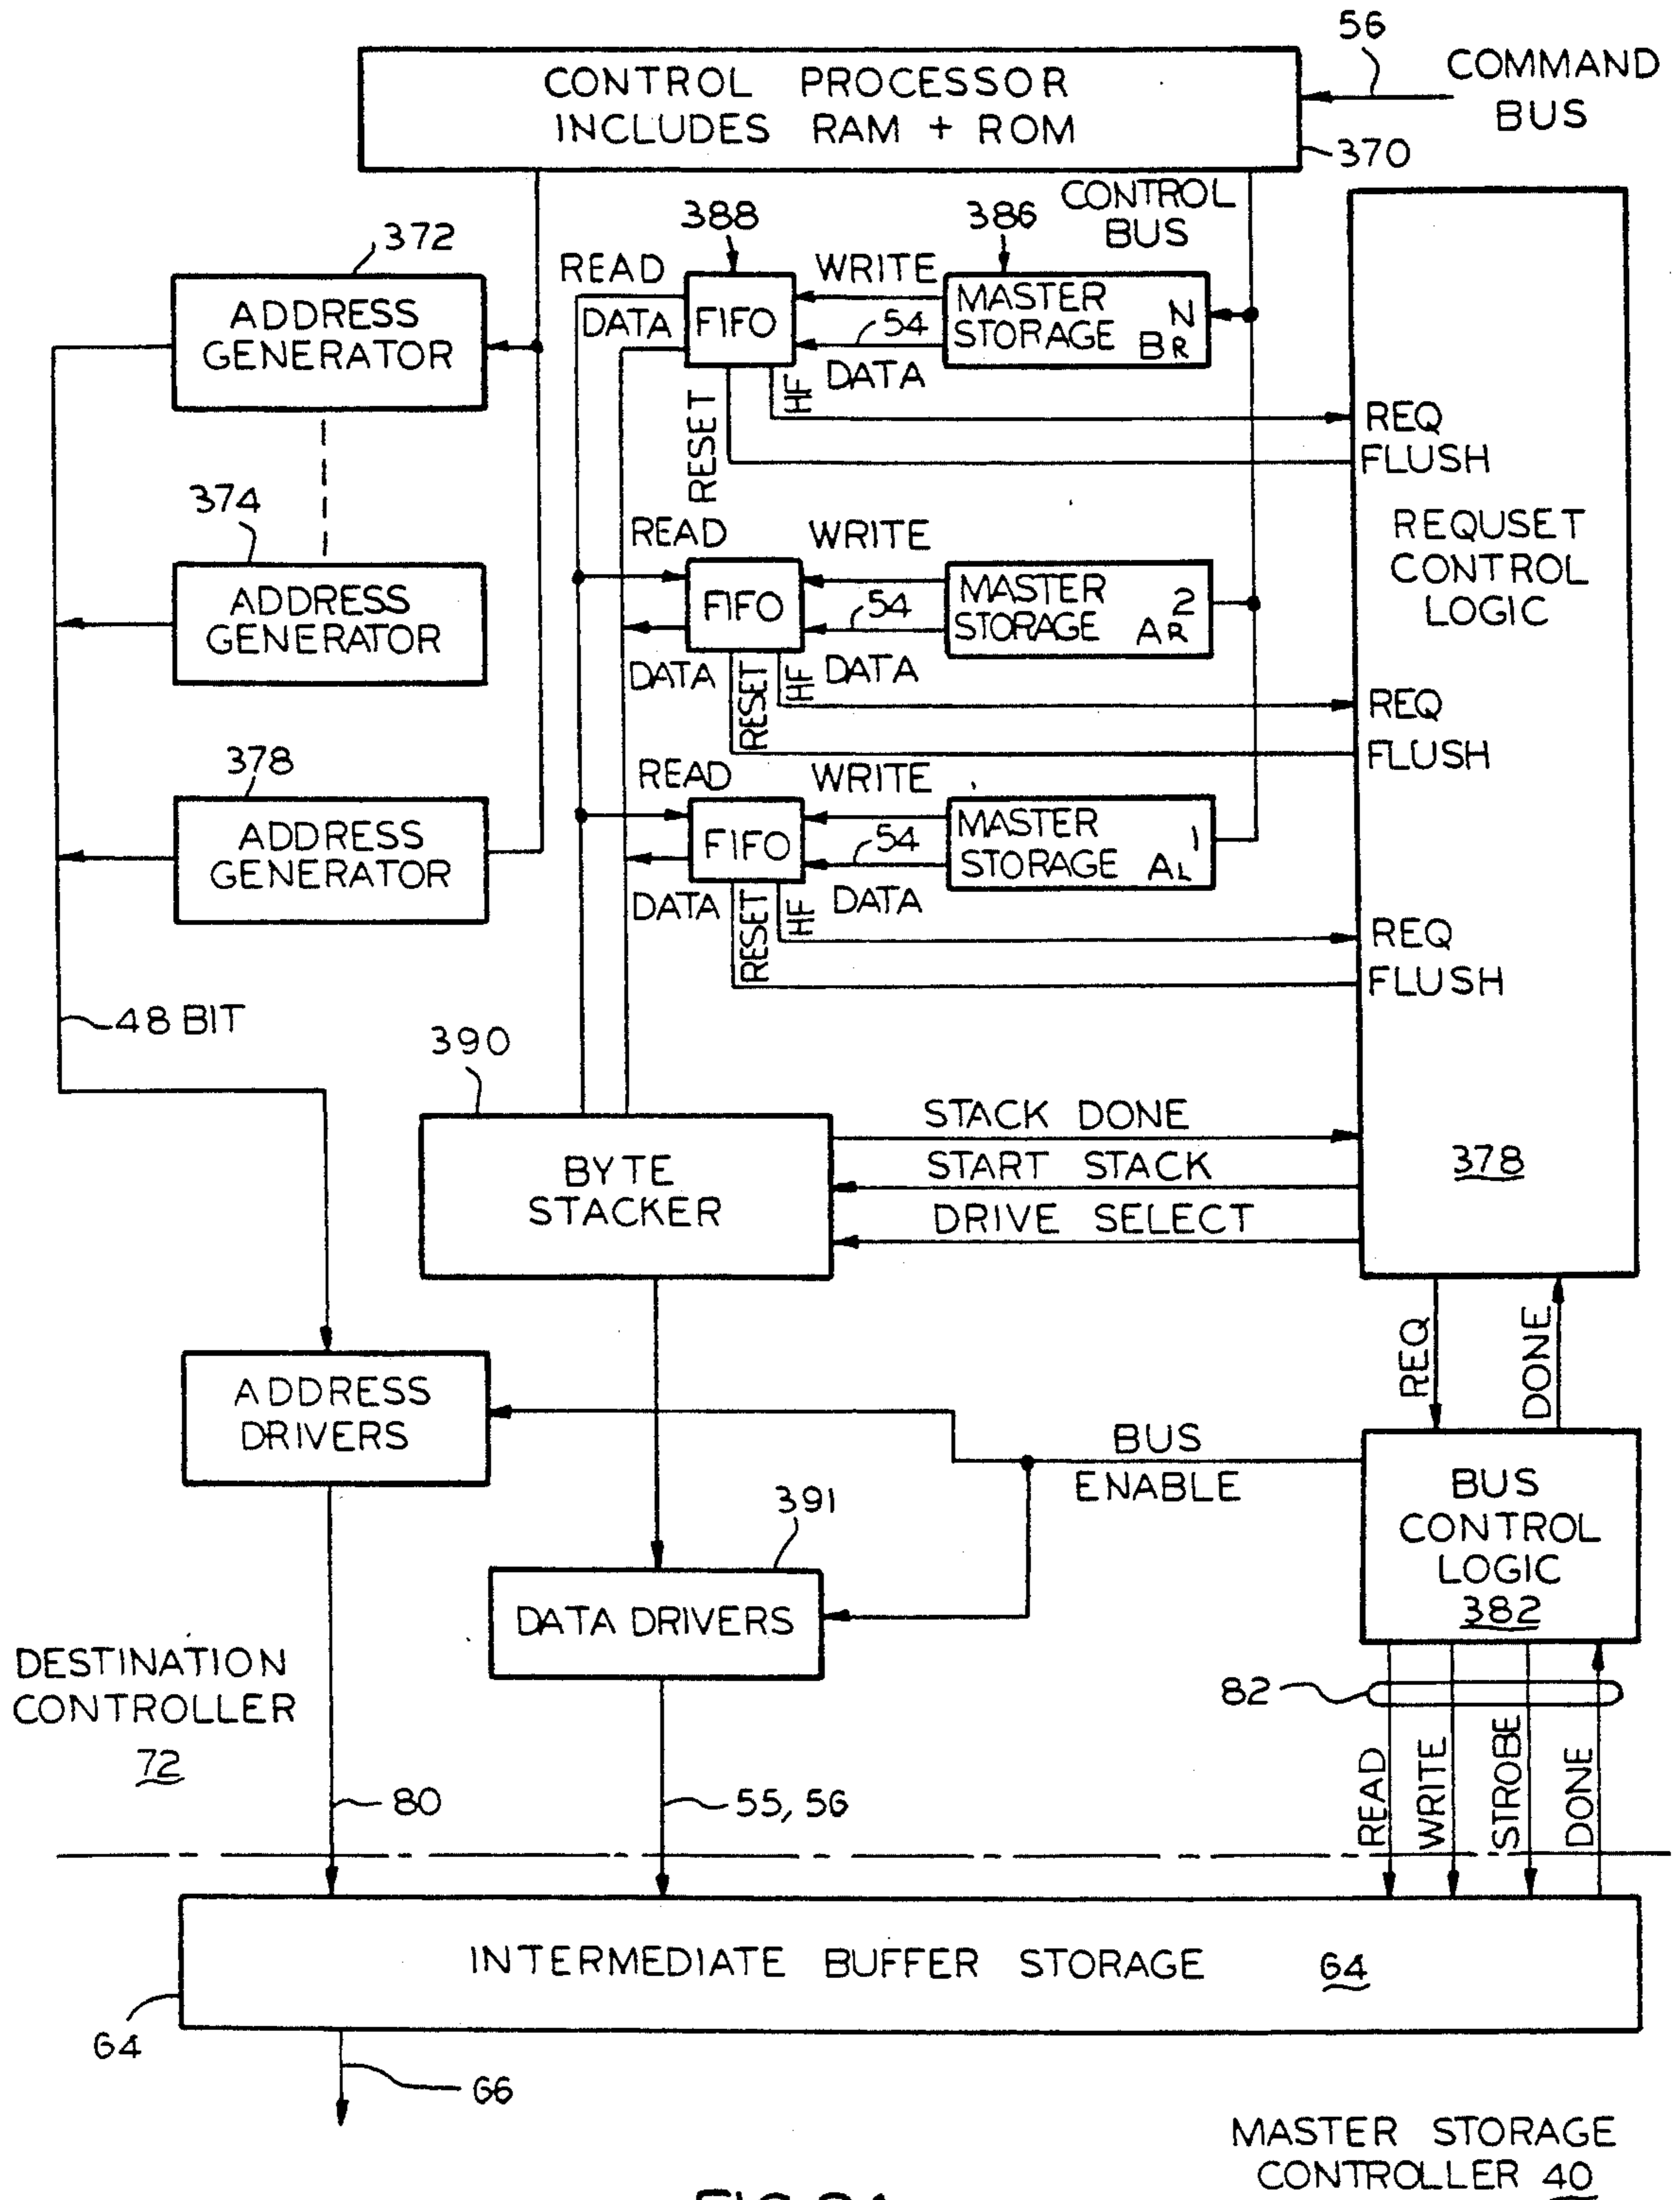 56
COMMAND
BUS
CONTROL PROCESSOR
INCLUDES RAM + ROM
370
CONTROL
BUS
372
388
386
READ
WRITE
ADDRESS
GENERATOR
DATA
FIFO
54
MASTER
STORAGE
N
BR
DATA
RESET
HF
REQ
FLUSH
374
READ
WRITE
REQUSET
CONTROL
LOGIC
ADDRESS
GENERATOR
FIFO
54
MASTER
STORAGE
2
AR
DATA
RESET
HF
DATA
REQ
FLUSH
378
READ
WRITE
ADDRESS
GENERATOR
FIFO
54
MASTER
STORAGE
1
AL
DATA
RESET
HF
DATA
REQ
FLUSH
48 BIT
390
BYTE
STACKER
STACK DONE
START STACK
DRIVE SELECT
378
REQ
DONE
ADDRESS
DRIVERS
BUS
ENABLE
BUS
CONTROL
LOGIC
382
391
DATA DRIVERS
DESTINATION
CONTROLLER
72
82
READ
WRITE
STROBE
DONE
80
55, 56
INTERMEDIATE BUFFER STORAGE 64
64
66
MASTER STORAGE
CONTROLLER 40